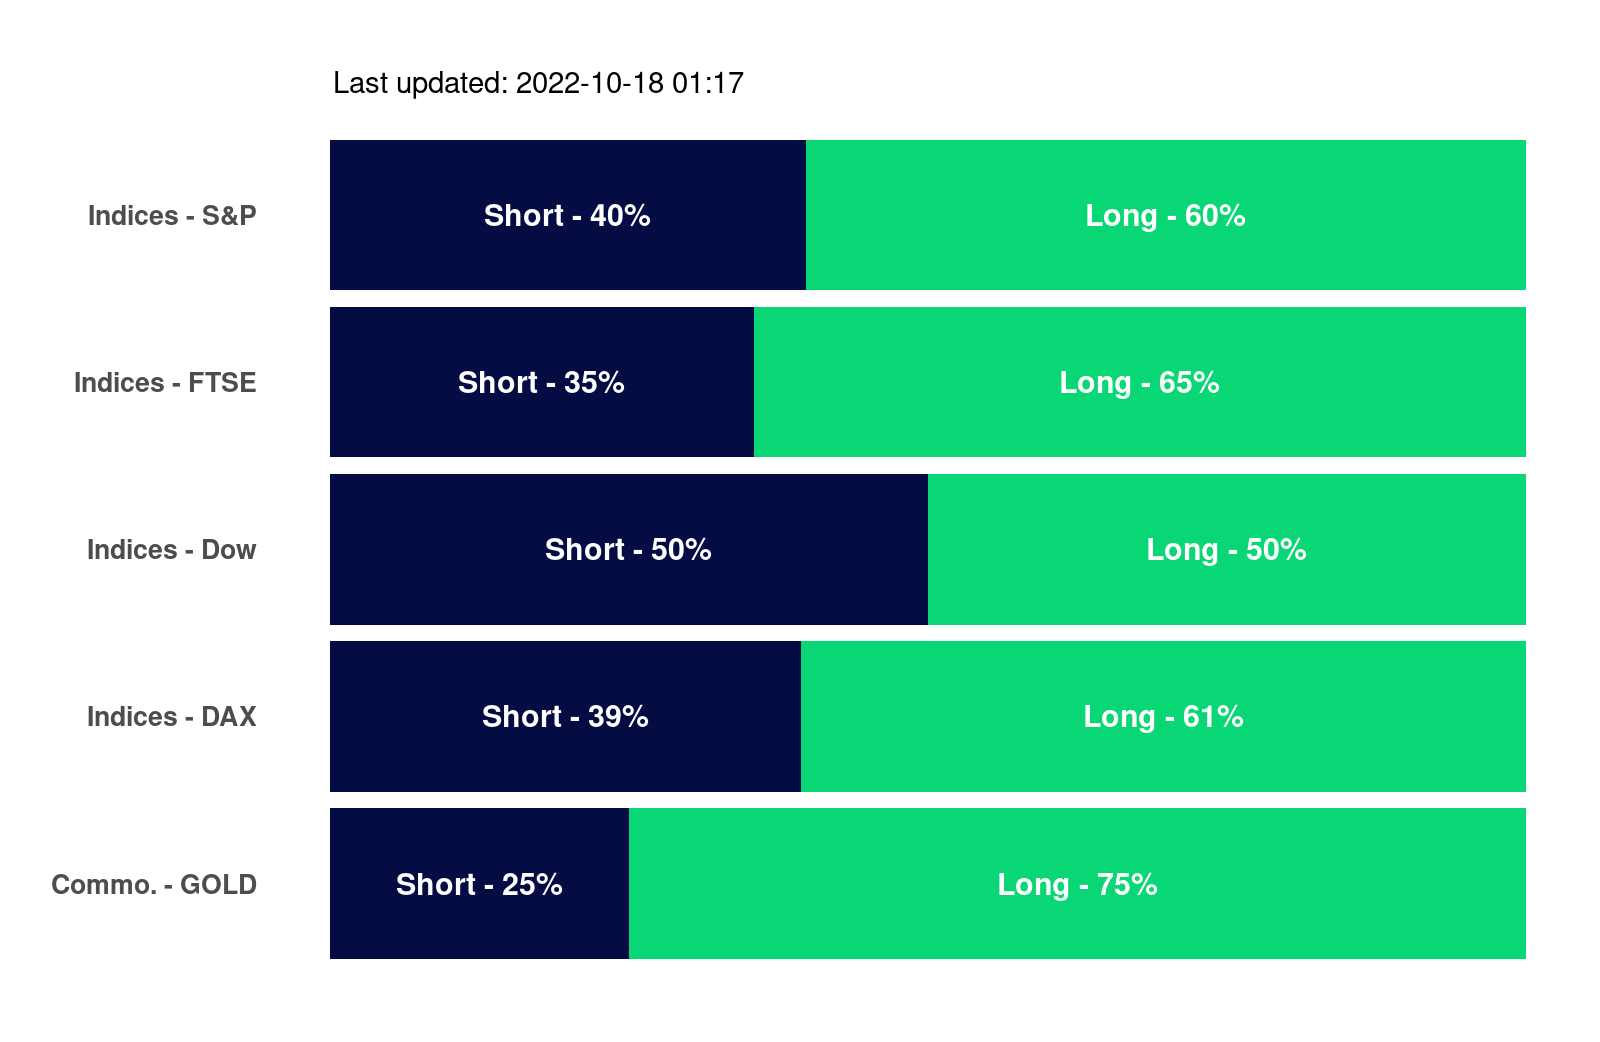 Last updated: 2022-10-18 01:17
Indices - S&P Short - 40% Long - 60%
Indices - FTSE Short - 35% Long - 65%
Indices - Dow Short - 50% Long - 50%
Indices - DAX Short - 39% Long - 61%
Commo. - GOLD Short - 25% Long - 75%